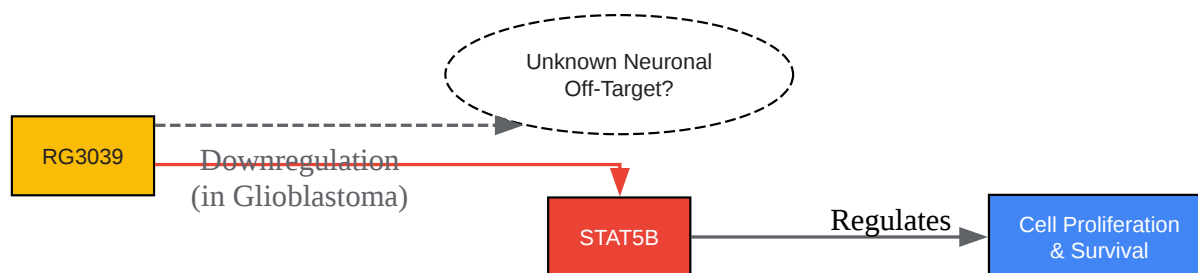 Unknown Neuronal
Off-Target?
RG3039
Downregulation
(in Glioblastoma)
STAT5B
Regulates
Cell Proliferation
& Survival